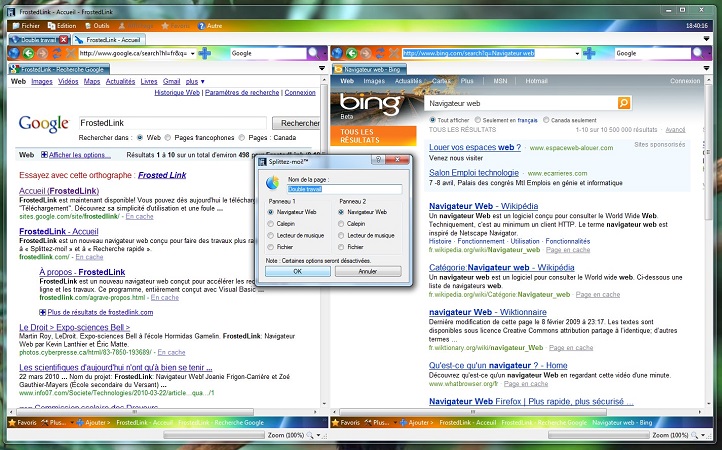 FrostedLink - Accueil - FrostedLink
Fichier Edition Outils Autre 18:40:16
Double travail FrostedLink - Accueil
http://www.google.ca/search?hl=fr&q= Google
FrostedLink - Recherche Google
Web Images Vidéos Maps Actualités Livres Gmail plus ▼
Historique Web | Paramètres de recherche | Connexion
Google FrostedLink Rechercher
Rechercher dans : Web Pages francophones Pages : Canada
Web Afficher les options... Résultats 1 à 10 sur un total d'environ 498
Essayez avec cette orthographe : Frosted Link
Accueil (FrostedLink)
FrostedLink est maintenant disponible! Vous pouvez dès aujourd'hui le télécharg
"Téléchargement". Découvrez sa simplicité d'utilisation et une foule ...
sites.google.com/site/frostedlink/ - En cache
FrostedLink - Accueil
FrostedLink est un nouveau navigateur web conçu pour faire des travaux plus ra
« Splittez-moi! » et à « Recherche rapide ».
frostedlink.com/ - En cache
À propos - FrostedLink
FrostedLink est un nouveau navigateur web conçu pour accélérer les rec
ligne et les travaux. Ce programme, entièrement conçu avec Visual Basic ...
frostedlink.com/agrave-propos.html - En cache
Plus de résultats de frostedlink.com
Le Droit > Expo-sciences Bell >
Martin Roy, LeDroit. Expo-sciences Bell à l'école Hormidas Gamelin. FrostedLink: Navigateur
Web par Kevin Lanthier et Éric Matte.
photos.cyberpresse.ca/html/83-7850-193689/ - En cache
Les scientifiques d'aujourd'hui n'ont qu'à bien se tenir ...
22 mars 2010 ... Nom du projet: FrostedLink: Navigateur Web! Joanie Frigon-Carrière et Zoé
Gauthier-Mayers (École secondaire du Versant) ...
www.info07.com/Societe/Technologies/2010-03-22/article...qua.../1
Commission scolaire des Draveurs
Favoris Plus... Ajouter > FrostedLink - Accueil FrostedLink - Accueil - Recherche Google
Zoom (100%)
Splittez-moi!™
Nom de la page :
Double travail
Panneau 1 Panneau 2
Navigateur Web Navigateur Web
Calepin Calepin
Lecteur de musique Lecteur de musique
Fichier Fichier
Note : Certaines options seront désactivées.
OK Annuler
http://www.bing.com/search?q=Navigateur web Google
Navigateur web - Bing
Web Images Actualités Cartes Plus MSN Hotmail Connexion
bing Beta Navigateur web
Tout afficher Seulement en français Canada seulement
TOUS LES RÉSULTATS
TOUS LES RÉSULTATS 1-10 sur 10 500 000 résultats · Avancé
Louer vos espaces web ? - www.espaceweb-alouer.com Sites sponsorisés
Venez nous visiter
Salon Emploi technologie - www.ecarrieres.com
7 -8 avril, Palais des congrès Mtl Emplois en génie et informatique
Navigateur web - Wikipédia
Un navigateur web est un logiciel conçu pour consulter le World Wide Web.
Techniquement, c'est au minimum un client HTTP. Le terme navigateur web est
inspiré de Netscape Navigator.
Histoire · Fonctionnement · Utilisation · Fonctionnalités
fr.wikipedia.org/wiki/Navigateur_web · Page en cache
Catégorie:Navigateur web - Wikipédia
Un navigateur web est un logiciel pour consulter le World wide web. Ci-dessous une
liste de navigateurs web.
fr.wikipedia.org/wiki/Catégorie:Navigateur_web · Page en cache
Navigateur web - Wiktionnaire
Dernière modification de cette page le 8 février 2009 à 23:17. Les textes sont
disponibles sous licence Creative Commons attribution partage à l'identique; d'autres
termes ...
fr.wiktionary.org/wiki/navigateur_Web · Page en cache
Qu'est-ce qu'un navigateur ? - Home
Découvrez qu'est-ce qu'un navigateur web en regardant cette vidéo d'une minute.
www.whatbrowser.org/fr · Page en cache
Navigateur Web Firefox | Plus rapide, plus sécurisé ...
Favoris Plus... Ajouter > FrostedLink - Accueil FrostedLink - Accueil Navigateur web - Bing
Zoom (100%)